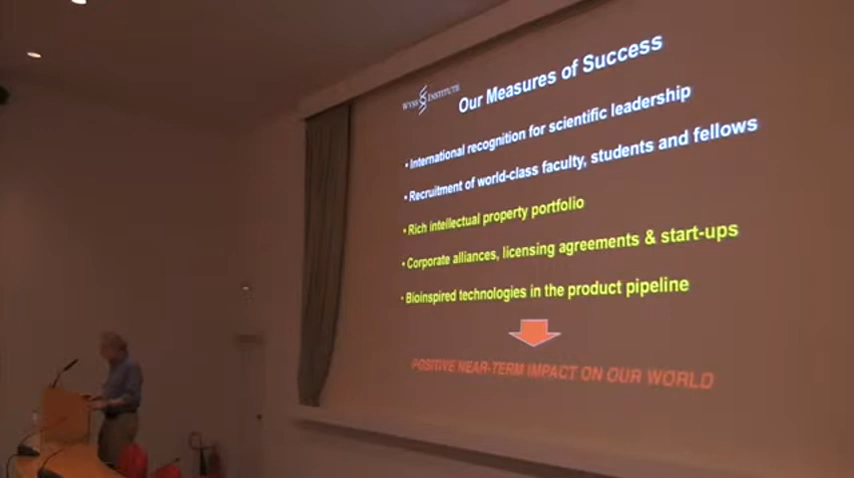 WYSS INSTITUTE
Our Measures of Success
• International recognition for scientific leadership
• Recruitment of world-class faculty, students and fellows
• Rich intellectual property portfolio
• Corporate alliances, licensing agreements & start-ups
• Bioinspired technologies in the product pipeline
POSITIVE NEAR-TERM IMPACT ON OUR WORLD